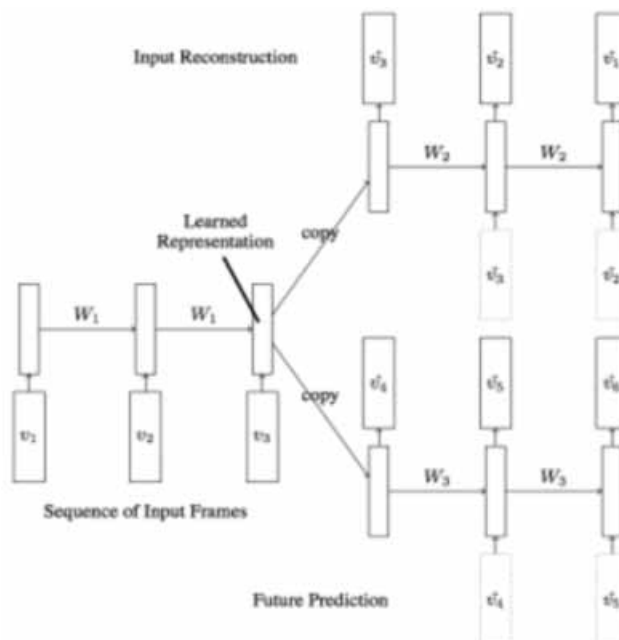 v̂₃ v̂₂ v̂₁
Input Reconstruction
W₂ W₂
Learned
Representation
copy
v̂₃ v̂₂
W₁ W₁
v̂₄ v̂₅ v̂₆
copy
v₁ v₂ v₃
W₃ W₃
Sequence of Input Frames
Future Prediction
v̂₄ v̂₅